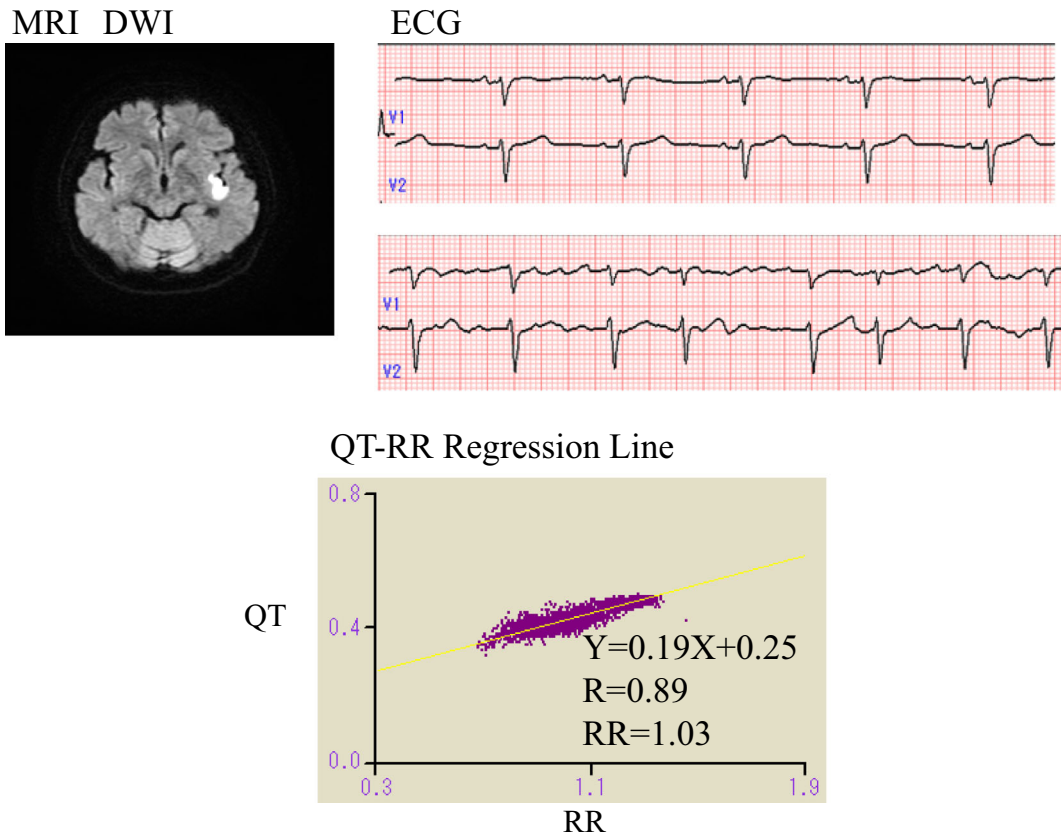 MRI DWI
ECG
V1
V2
V1
V2
QT-RR Regression Line
0.8
QT
0.4
Y=0.19X+0.25
R=0.89
RR=1.03
0.0
0.3 1.1 1.9
RR